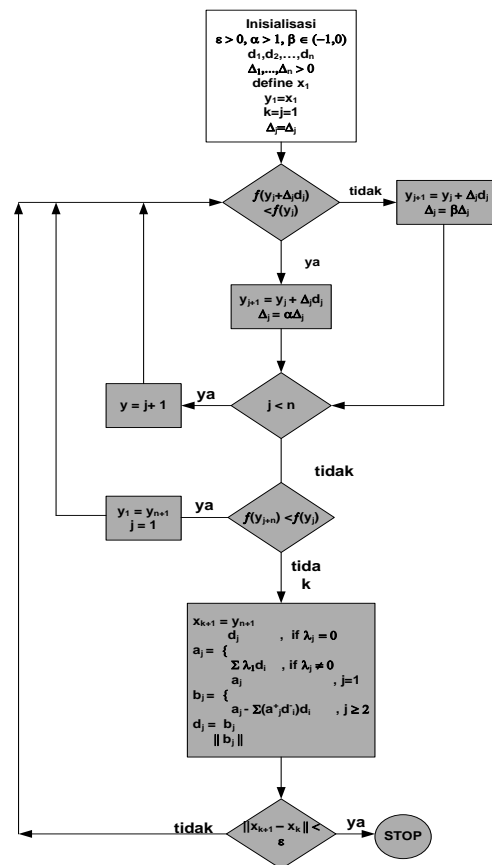 Inisialisasi
ε > 0, α > 1, β ∈ (−1,0)
d₁,d₂,...,dₙ
Δ₁,...,Δₙ > 0
define x₁
y₁=x₁
k=j=1
Δⱼ=Δⱼ
f(yⱼ+Δⱼdⱼ)
<f(yⱼ)
tidak
yⱼ₊₁ = yⱼ + Δⱼdⱼ
Δⱼ = βΔⱼ
ya
yⱼ₊₁ = yⱼ + Δⱼdⱼ
Δⱼ = αΔⱼ
j < n
ya
y = j+ 1
tidak
f(yⱼ₊ₙ) <f(yⱼ)
ya
y₁ = yₙ₊₁
j = 1
tida
k
xₖ₊₁ = yₙ₊₁
dⱼ , if λⱼ = 0
aⱼ = {
Σ λ₁dᵢ , if λⱼ ≠ 0
aⱼ , j=1
bⱼ = {
aⱼ - Σ(a⁺ⱼd⁻ᵢ)dᵢ , j ≥ 2
dⱼ = bⱼ
|| bⱼ ||
||xₖ₊₁ − xₖ|| <
ε
tidak
ya
STOP